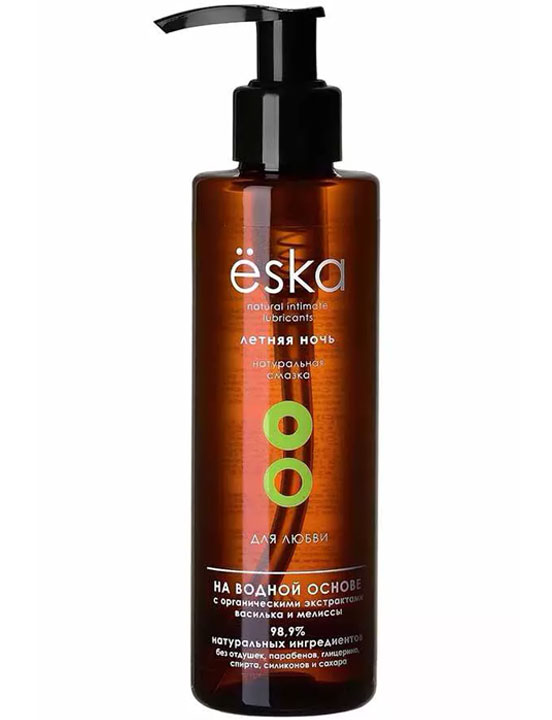 ёska
natural intimate
lubricants
летняя ночь
натуральная
смазка
ДЛЯ ЛЮБВИ
НА ВОДНОЙ ОСНОВЕ
с органическими экстрактами
василька и мелиссы
98,9%
натуральных ингредиентов
без отдушек, парабенов, глицерина,
спирта, силиконов и сахара